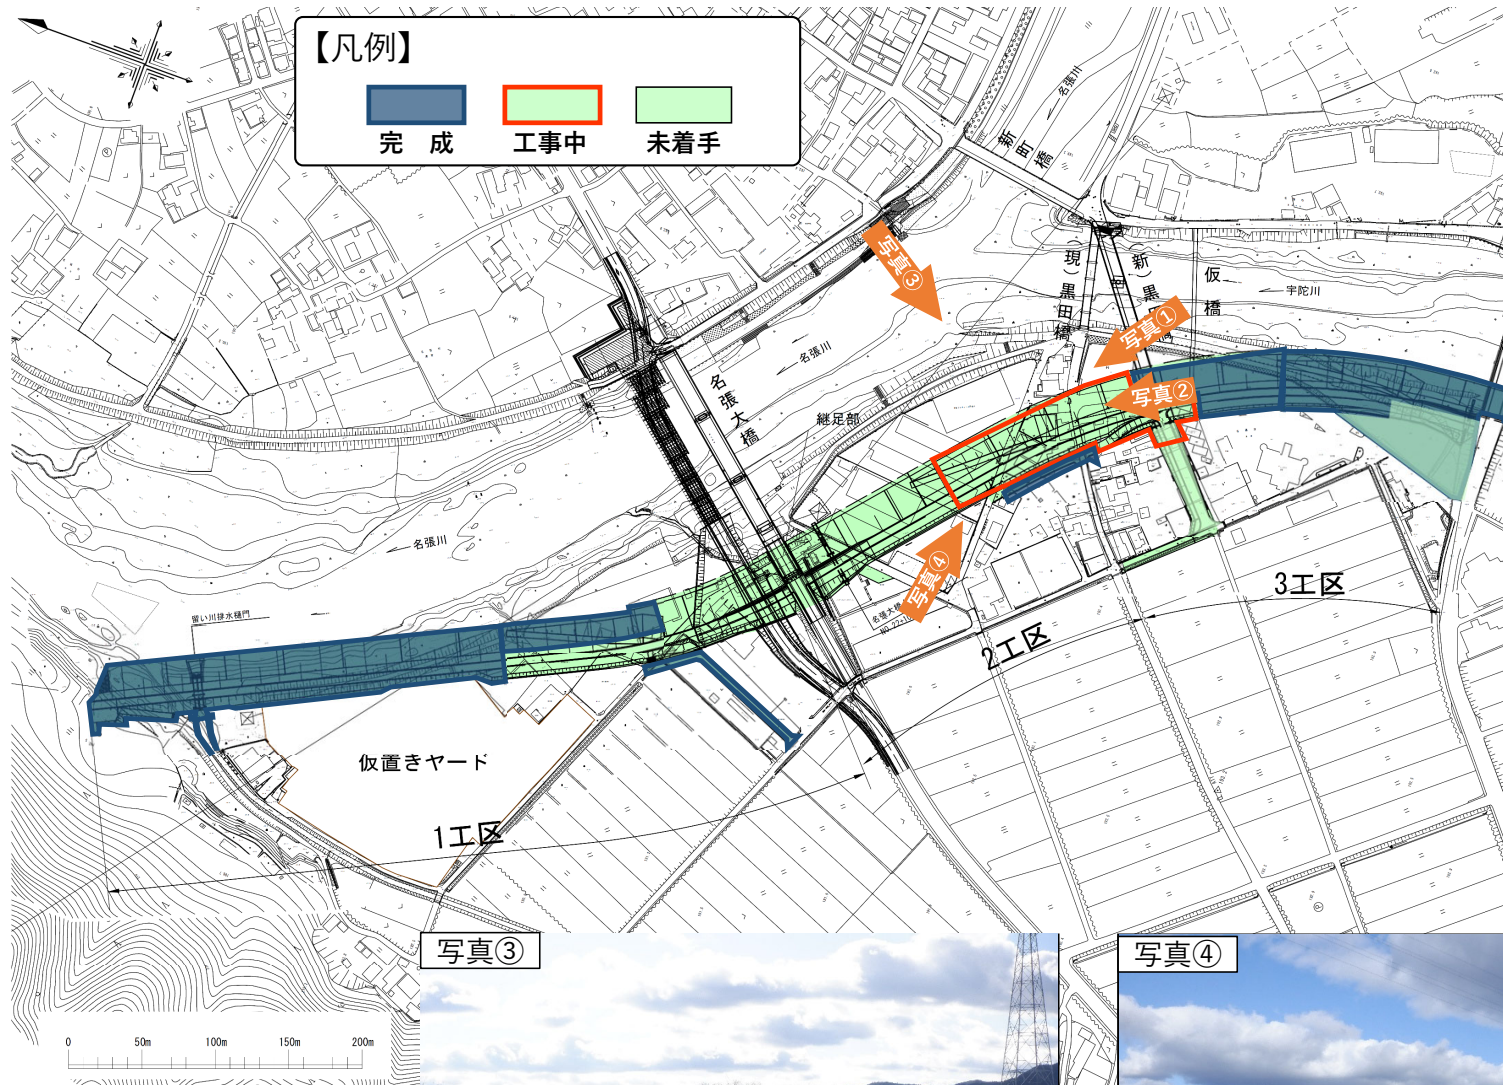 【凡例】
完　成
工事中
未着手
名張川
新町橋
写真③
(現)黒田橋
(新)黒田
仮橋
宇陀川
写真①
写真②
名張川
名張大橋
継足部
名張川
写真④
名張大橋
3工区
2工区
留い川排水樋門
仮置きヤード
1工区
写真③
写真④
0 50m 100m 150m 200m